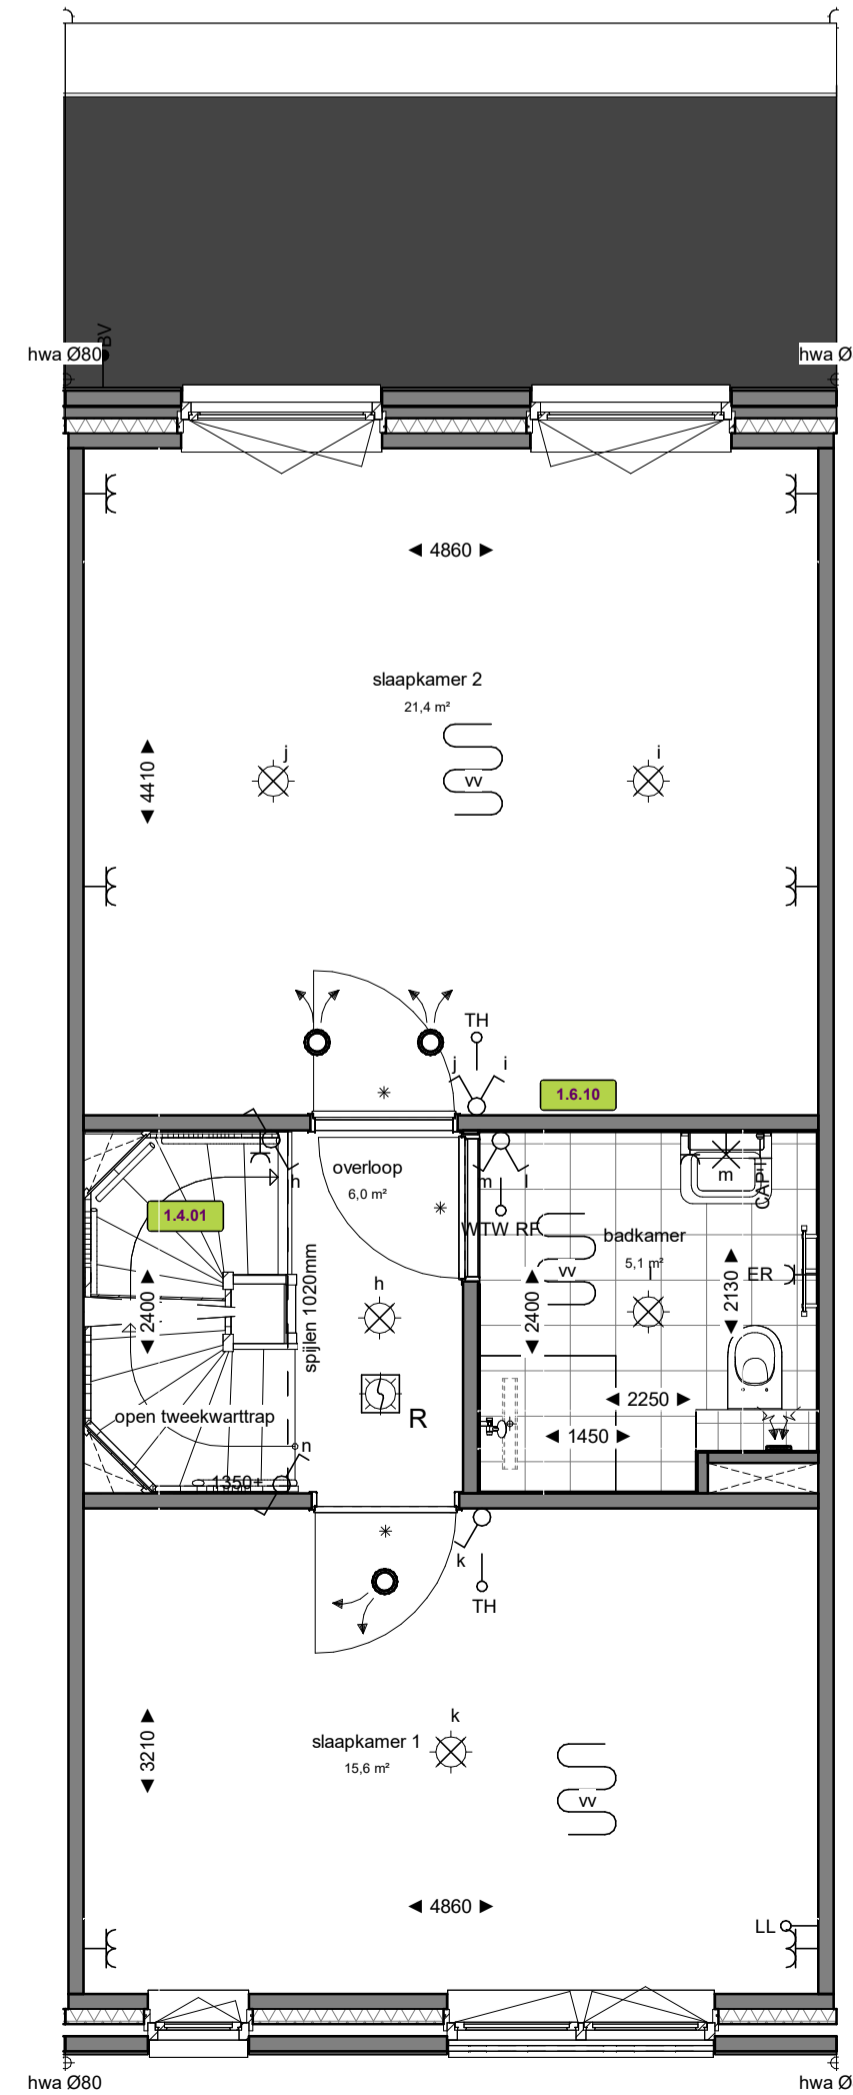 BV
hwa Ø80
hwa Ø
4860
slaapkamer 2
21,4 m²
j
i
4410
vv
TH
j
i
1.6.10
overloop
6,0 m²
h
m
l
m
CAP'T
1.4.01
WTW RF
badkamer
5,1 m²
l
vv
ER
2130
2400
2400
spijlen 1020mm
h
2250
R
open tweekwarttrap
1450
n
1350+
k
TH
k
slaapkamer 1
15,6 m²
3210
vv
4860
LL
hwa Ø80
hwa Ø